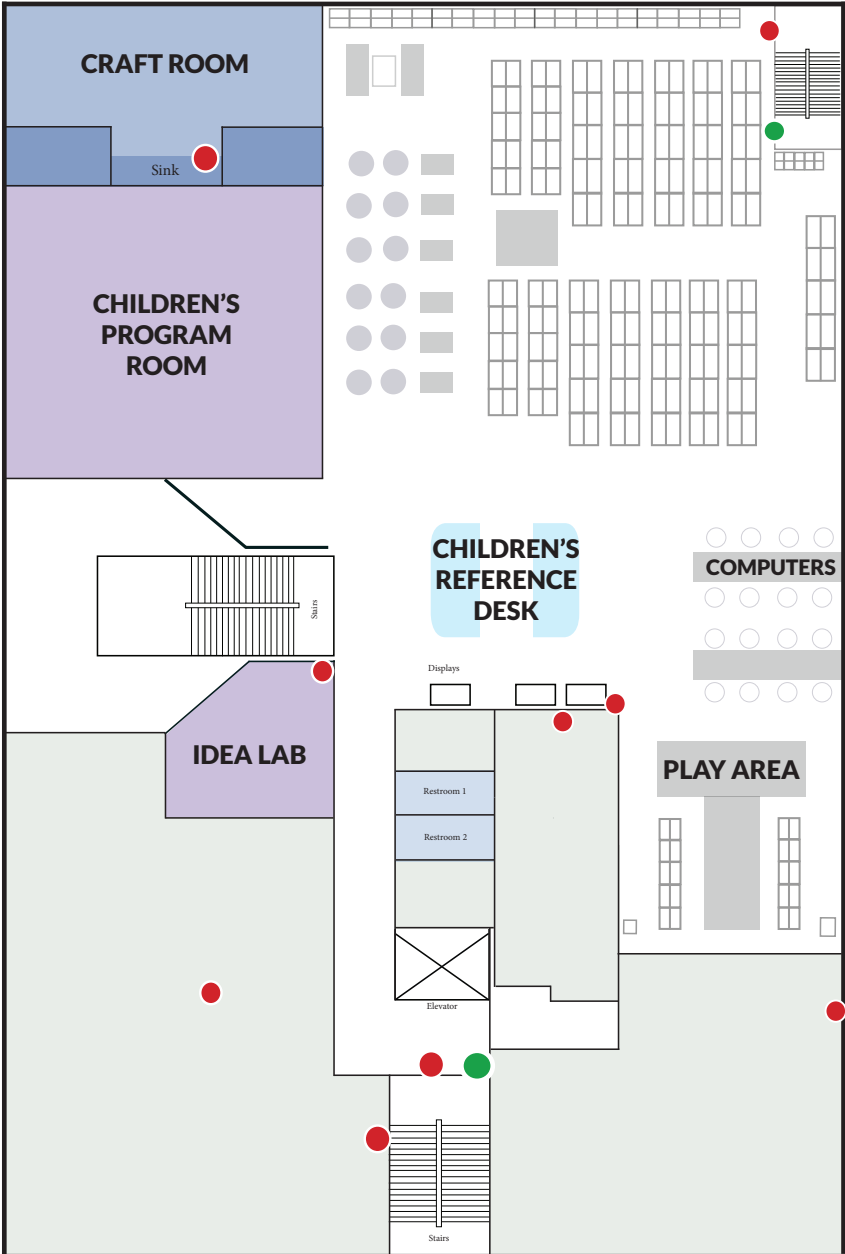 CRAFT ROOM
Sink
CHILDREN'S
PROGRAM
ROOM
CHILDREN'S
REFERENCE
DESK
COMPUTERS
Stairs
Displays
IDEA LAB
PLAY AREA
Restroom 1
Restroom 2
Elevator
Stairs